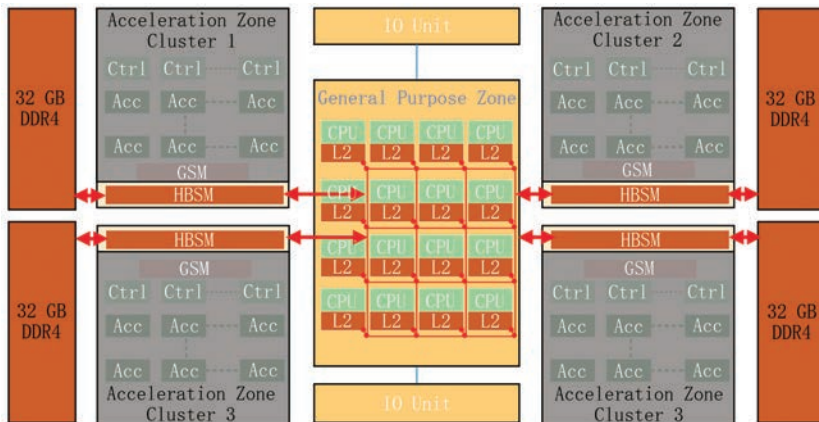 Acceleration Zone
Cluster 1
Ctrl Ctrl Ctrl
Acc Acc Acc
Acc Acc Acc
GSM
HBSM
32 GB
DDR4
IO Unit
General Purpose Zone
CPU CPU CPU CPU
L2 L2 L2 L2
CPU CPU CPU CPU
L2 L2 L2 L2
CPU CPU CPU CPU
L2 L2 L2 L2
CPU CPU CPU CPU
L2 L2 L2 L2
IO Unit
Acceleration Zone
Cluster 2
Ctrl Ctrl Ctrl
Acc Acc Acc
Acc Acc Acc
GSM
HBSM
32 GB
DDR4
32 GB
DDR4
HBSM
GSM
Ctrl Ctrl Ctrl
Acc Acc Acc
Acc Acc Acc
Acceleration Zone
Cluster 3
HBSM
GSM
Ctrl Ctrl Ctrl
Acc Acc Acc
Acc Acc Acc
Acceleration Zone
Cluster 3
32 GB
DDR4